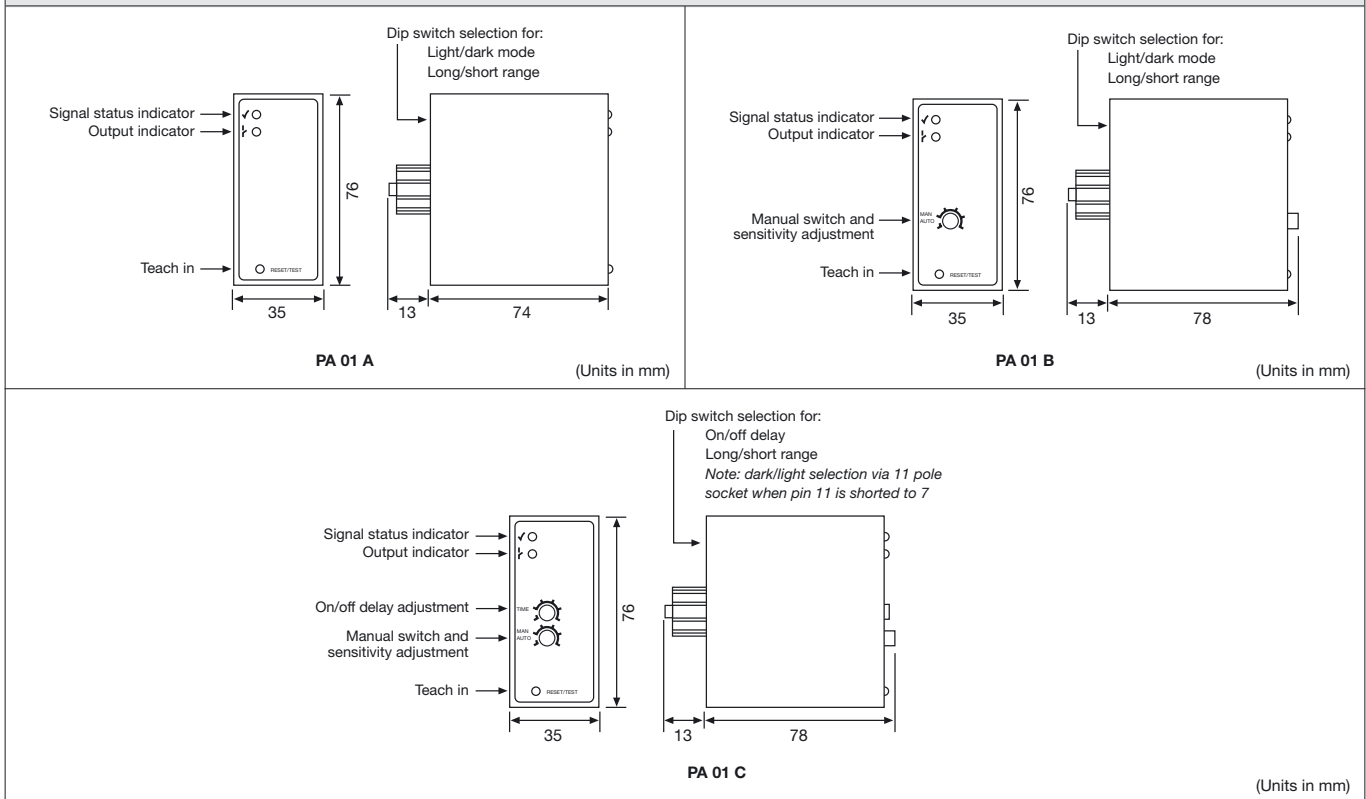 Dip switch selection for:
Light/dark mode
Long/short range
Signal status indicator
Output indicator
76
Teach in
RESET/TEST
35
13
74
PA 01 A
(Units in mm)
Dip switch selection for:
Light/dark mode
Long/short range
Signal status indicator
Output indicator
76
MAN
AUTO
Manual switch and
sensitivity adjustment
Teach in
RESET/TEST
35
13
78
PA 01 B
(Units in mm)
Dip switch selection for:
On/off delay
Long/short range
Note: dark/light selection via 11 pole
socket when pin 11 is shorted to 7
Signal status indicator
Output indicator
76
On/off delay adjustment
TIME
MAN
AUTO
Manual switch and
sensitivity adjustment
Teach in
RESET/TEST
35
13
78
PA 01 C
(Units in mm)